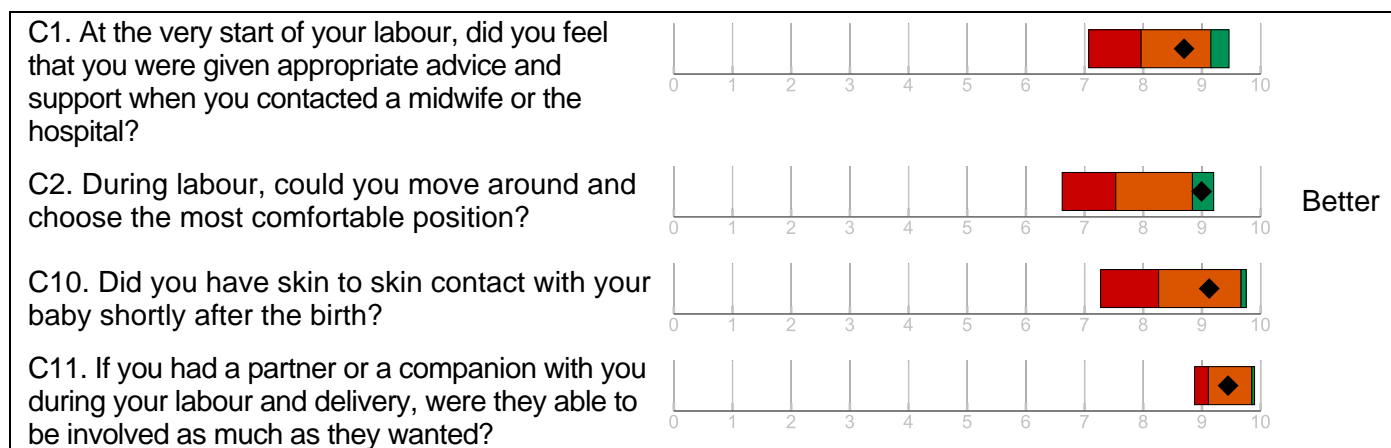 C1. At the very start of your labour, did you feel
that you were given appropriate advice and
support when you contacted a midwife or the
hospital?
0 1 2 3 4 5 6 7 8 9 10
C2. During labour, could you move around and
choose the most comfortable position?
Better
0 1 2 3 4 5 6 7 8 9 10
C10. Did you have skin to skin contact with your
baby shortly after the birth?
0 1 2 3 4 5 6 7 8 9 10
C11. If you had a partner or a companion with you
during your labour and delivery, were they able to
be involved as much as they wanted?
0 1 2 3 4 5 6 7 8 9 10